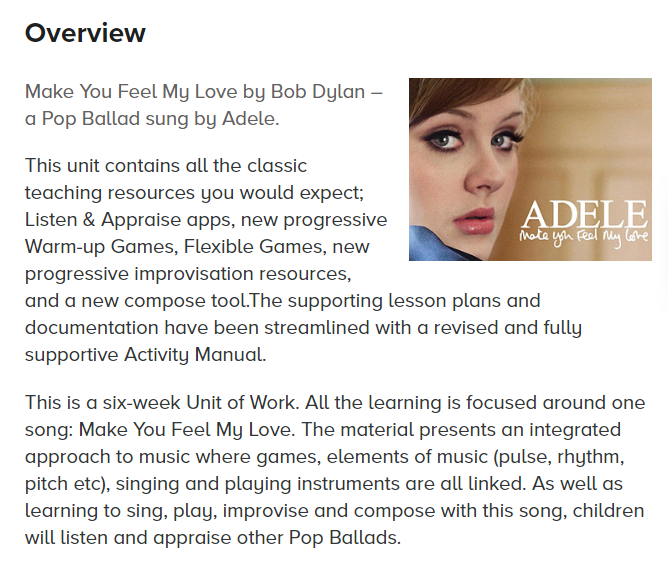 Overview
Make You Feel My Love by Bob Dylan –
a Pop Ballad sung by Adele.
ADELE
Make you Feel My Love
This unit contains all the classic
teaching resources you would expect;
Listen & Appraise apps, new progressive
Warm-up Games, Flexible Games, new
progressive improvisation resources,
and a new compose tool.The supporting lesson plans and
documentation have been streamlined with a revised and fully
supportive Activity Manual.
This is a six-week Unit of Work. All the learning is focused around one
song: Make You Feel My Love. The material presents an integrated
approach to music where games, elements of music (pulse, rhythm,
pitch etc), singing and playing instruments are all linked. As well as
learning to sing, play, improvise and compose with this song, children
will listen and appraise other Pop Ballads.